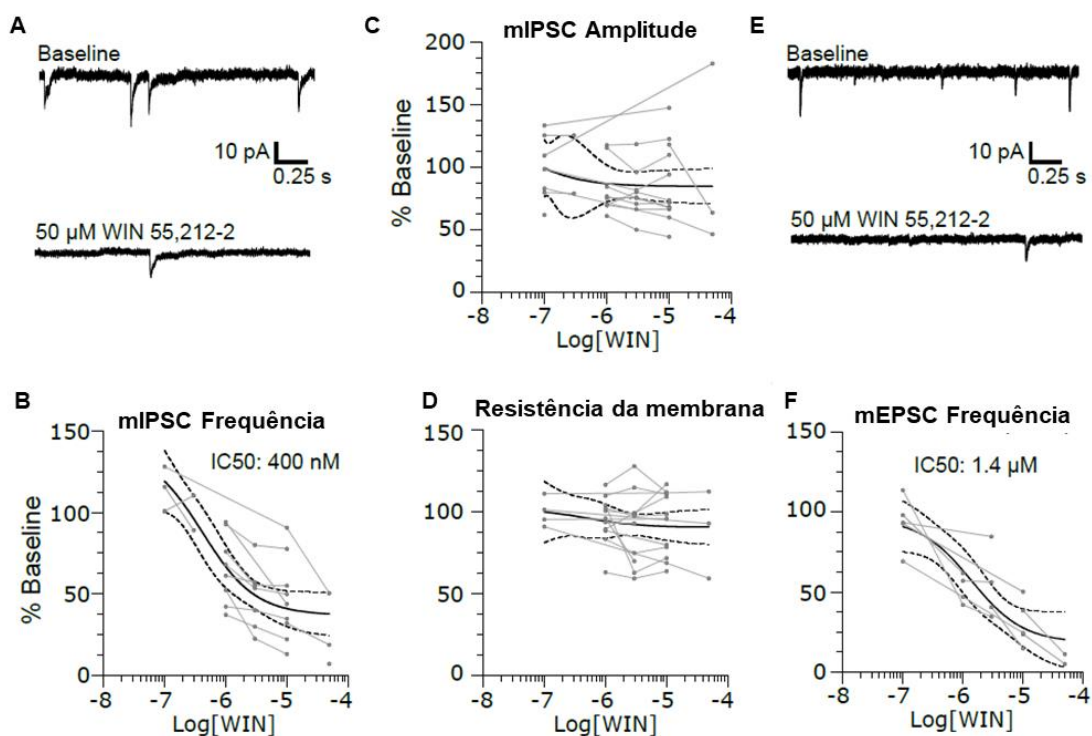 A
Baseline
10 pA
0.25 s
50 µM WIN 55,212-2
B
mIPSC Frequência
150
100
50
0
% Baseline
IC50: 400 nM
-8 -7 -6 -5 -4
Log[WIN]
C
mIPSC Amplitude
200
150
100
50
0
% Baseline
-8 -7 -6 -5 -4
Log[WIN]
D
Resistência da membrana
150
100
50
0
-8 -7 -6 -5 -4
Log[WIN]
E
Baseline
10 pA
0.25 s
50 µM WIN 55,212-2
F
mEPSC Frequência
150
100
50
0
IC50: 1.4 µM
-8 -7 -6 -5 -4
Log[WIN]